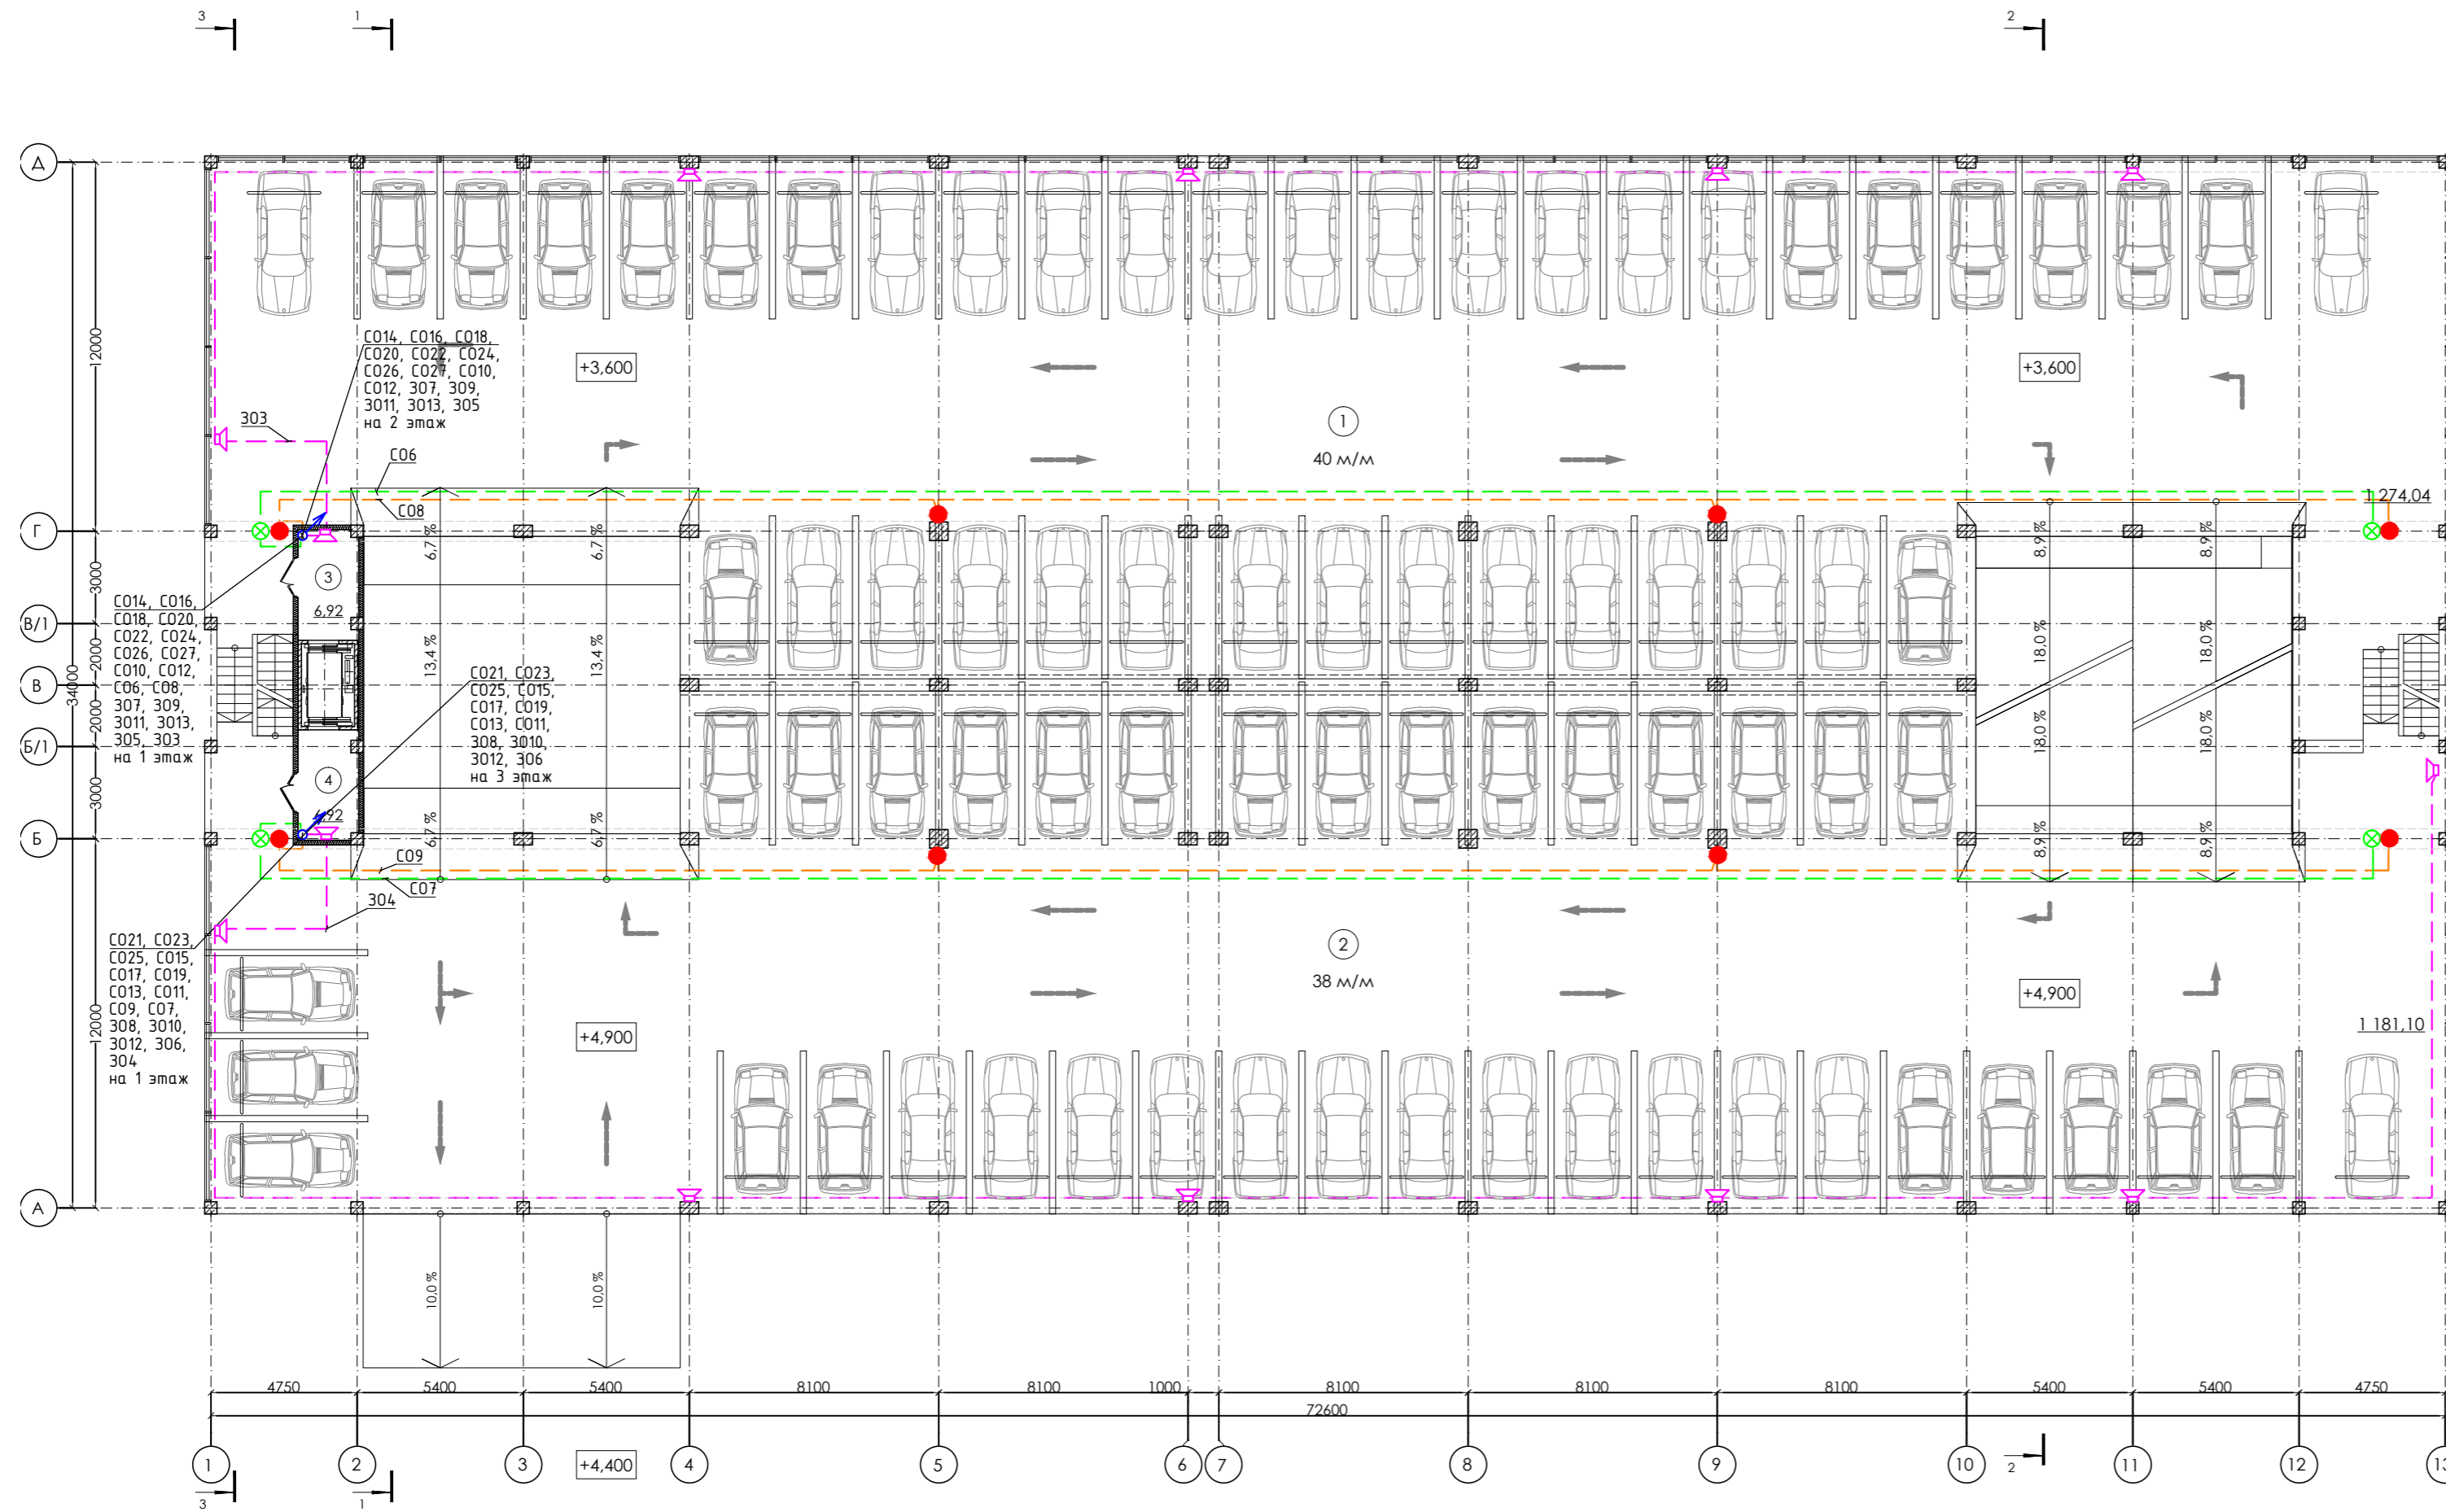 3
1
2
Д
12000
С014, С016, С018,
С020, С022, С024,
С026, С027, С010,
С012, 307, 309,
3011, 3013, 305
на 2 этаж
+3,600
+3,600
303
1
40 м/м
С06
С08
1 274,04
Г
6,7 %
6,7 %
8,9 %
8,9 %
3000
3
6,92
С014, С016,
С018, С020,
С022, С024,
С026, С027,
С010, С012,
С06, С08,
307, 309,
3011, 3013,
305, 303
на 1 этаж
В/1
2000
13,4 %
13,4 %
18,0 %
18,0 %
34000
В
С021, С023,
С025, С015,
С017, С019,
С013, С011,
308, 3010,
3012, 306
на 3 этаж
2000
18,0 %
18,0 %
Б/1
3000
4
6,92
6,7 %
6,7 %
8,9 %
8,9 %
Б
С09
С07
304
С021, С023,
С025, С015,
С017, С019,
С013, С011,
С09, С07,
308, 3010,
3012, 306,
304
на 1 этаж
12000
2
38 м/м
+4,900
+4,900
1 181,10
А
10,0 %
10,0 %
4750
5400
5400
8100
8100
1000
8100
8100
8100
5400
5400
4750
72600
1
2
3
+4,400
4
5
6
7
8
9
10
2
11
12
13
3
1